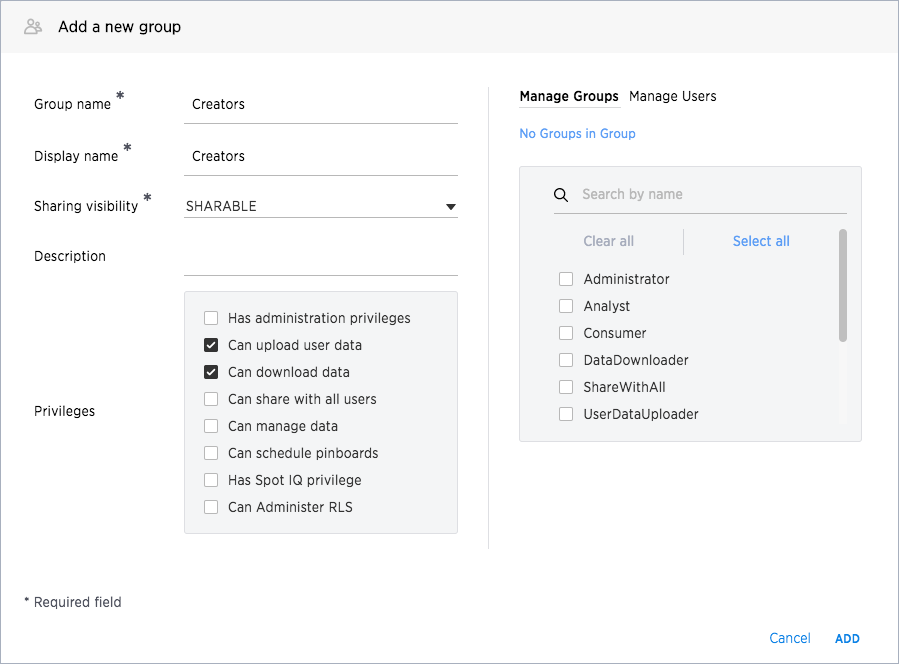 Add a new group
Group name *
Creators
Display name *
Creators
Sharing visibility *
SHARABLE
Description
Privileges
Has administration privileges
Can upload user data
Can download data
Can share with all users
Can manage data
Can schedule pinboards
Has Spot IQ privilege
Can Administer RLS
Manage Groups Manage Users
No Groups in Group
Search by name
Clear all Select all
Administrator
Analyst
Consumer
DataDownloader
ShareWithAll
UserDataUploader
* Required field
Cancel ADD